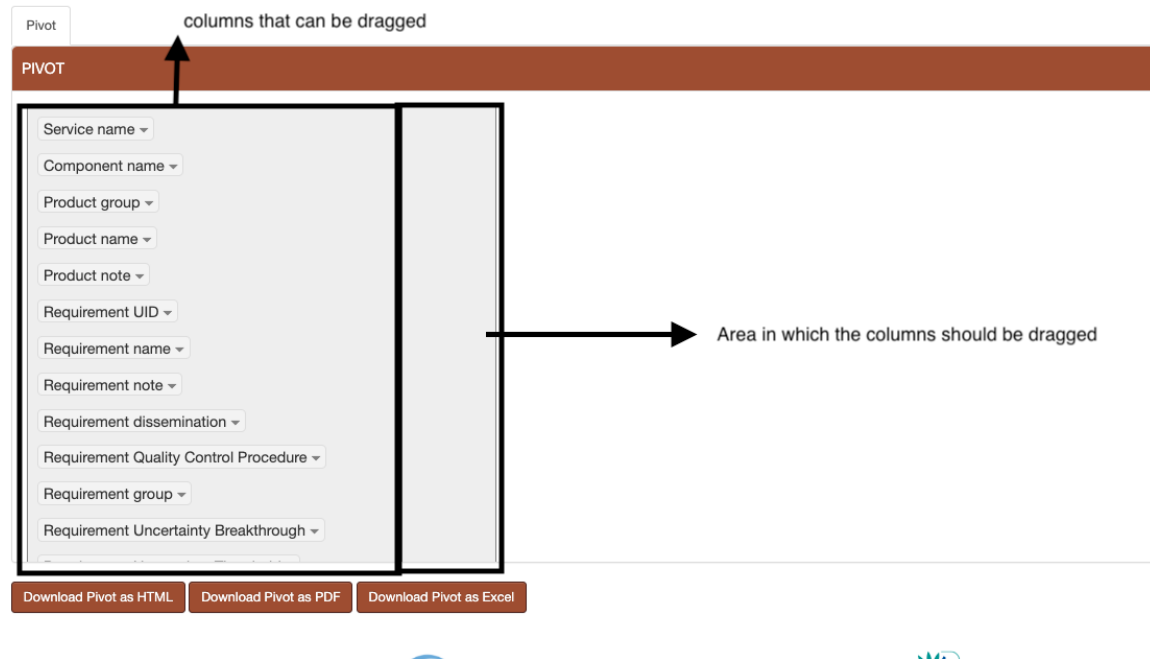 Pivot
columns that can be dragged
PIVOT
Service name
Component name
Product group
Product name
Product note
Requirement UID
Requirement name
Area in which the columns should be dragged
Requirement note
Requirement dissemination
Requirement Quality Control Procedure
Requirement group
Requirement Uncertainty Breakthrough
Download Pivot as HTML
Download Pivot as PDF
Download Pivot as Excel